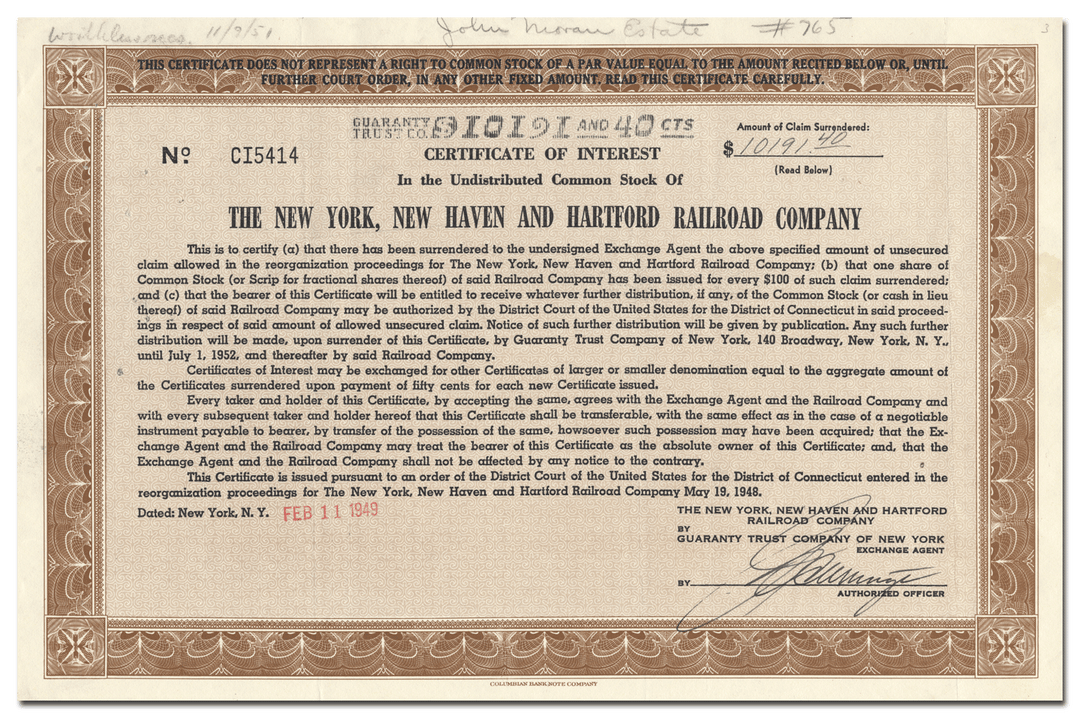 worthless secs. 11/9/51 John Moran Estate # 765 3
THIS CERTIFICATE DOES NOT REPRESENT A RIGHT TO COMMON STOCK OF A PAR VALUE EQUAL TO THE AMOUNT RECITED BELOW OR, UNTIL
FURTHER COURT ORDER, IN ANY OTHER FIXED AMOUNT. READ THIS CERTIFICATE CAREFULLY.
GUARANTY TRUST CO. $10191 AND 40 CTS
Amount of Claim Surrendered:
$ 10191.40
(Read Below)
No. CI5414
CERTIFICATE OF INTEREST
In the Undistributed Common Stock Of
THE NEW YORK, NEW HAVEN AND HARTFORD RAILROAD COMPANY
This is to certify (a) that there has been surrendered to the undersigned Exchange Agent the above specified amount of unsecured
claim allowed in the reorganization proceedings for The New York, New Haven and Hartford Railroad Company; (b) that one share of
Common Stock (or Scrip for fractional shares thereof) of said Railroad Company has been issued for every $100 of such claim surrendered;
and (c) that the bearer of this Certificate will be entitled to receive whatever further distribution, if any, of the Common Stock (or cash in lieu
thereof) of said Railroad Company may be authorized by the District Court of the United States for the District of Connecticut in said proceed-
ings in respect of said amount of allowed unsecured claim. Notice of such further distribution will be given by publication. Any such further
distribution will be made, upon surrender of this Certificate, by Guaranty Trust Company of New York, 140 Broadway, New York, N. Y.,
until July 1, 1952, and thereafter by said Railroad Company.
Certificates of Interest may be exchanged for other Certificates of larger or smaller denomination equal to the aggregate amount of
the Certificates surrendered upon payment of fifty cents for each new Certificate issued.
Every taker and holder of this Certificate, by accepting the same, agrees with the Exchange Agent and the Railroad Company and
with every subsequent taker and holder hereof that this Certificate shall be transferable, with the same effect as in the case of a negotiable
instrument payable to bearer, by transfer of the possession of the same, howsoever such possession may have been acquired; that the Ex-
change Agent and the Railroad Company may treat the bearer of this Certificate as the absolute owner of this Certificate; and, that the
Exchange Agent and the Railroad Company shall not be affected by any notice to the contrary.
This Certificate is issued pursuant to an order of the District Court of the United States for the District of Connecticut entered in the
reorganization proceedings for The New York, New Haven and Hartford Railroad Company May 19, 1948.
Dated: New York, N. Y. FEB 11 1949
THE NEW YORK, NEW HAVEN AND HARTFORD
RAILROAD COMPANY
BY
GUARANTY TRUST COMPANY OF NEW YORK
EXCHANGE AGENT
BY
AUTHORIZED OFFICER
COLUMBIAN BANK NOTE COMPANY